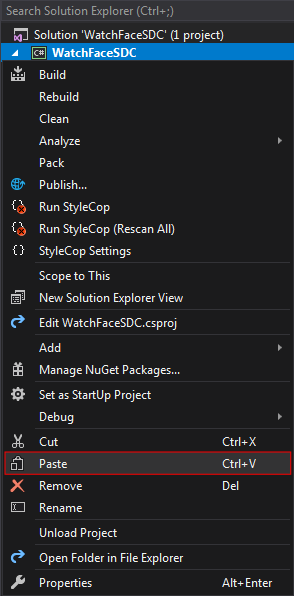 Search Solution Explorer (Ctrl+;)
Solution 'WatchFaceSDC' (1 project)
C# WatchFaceSDC
Build
Rebuild
Clean
Analyze
Pack
Publish...
Run StyleCop
Run StyleCop (Rescan All)
StyleCop Settings
Scope to This
New Solution Explorer View
Edit WatchFaceSDC.csproj
Add
Manage NuGet Packages...
Set as StartUp Project
Debug
Cut Ctrl+X
Paste Ctrl+V
Remove Del
Rename
Unload Project
Open Folder in File Explorer
Properties Alt+Enter